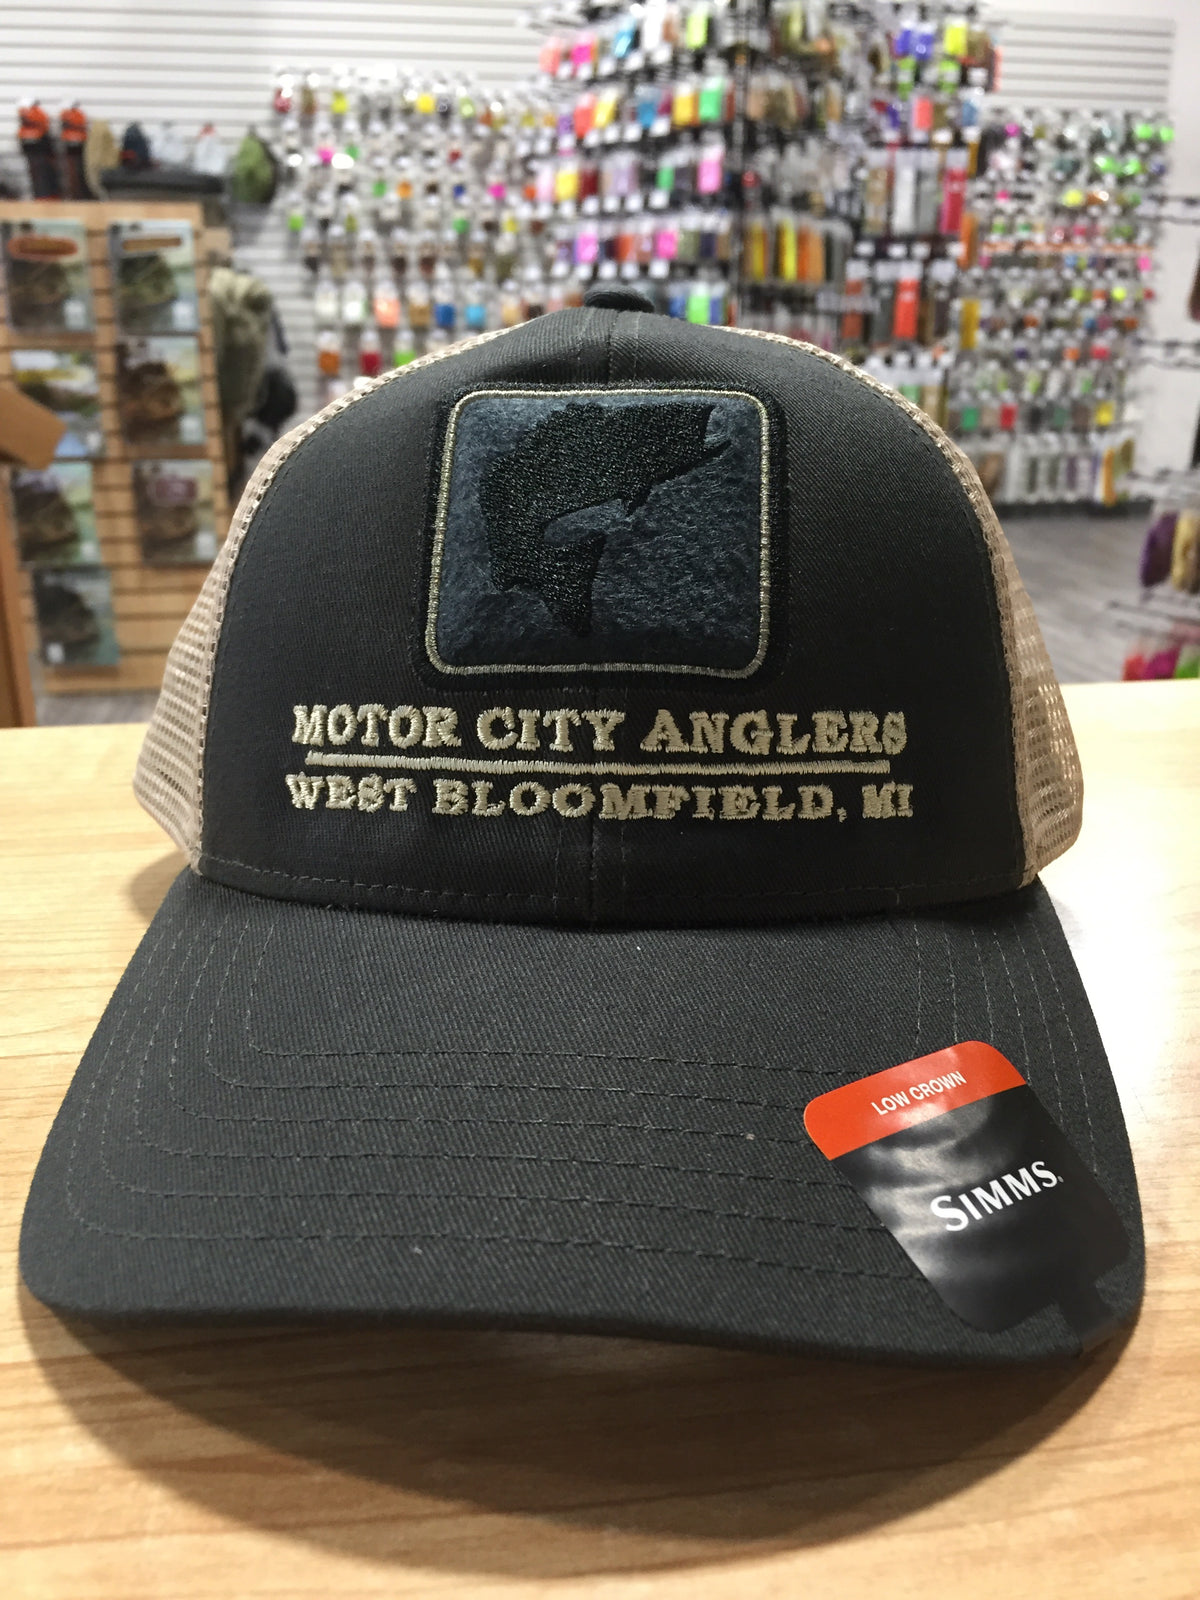 MOTOR CITY ANGLERS
WEST BLOOMFIELD, MI
LOW CROWN
SIMMS.